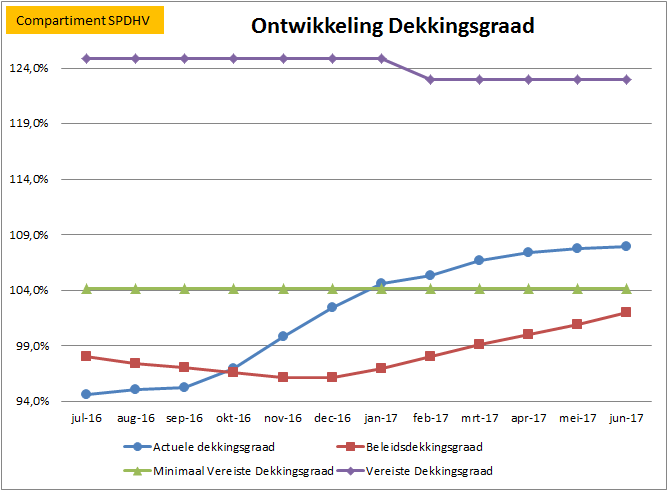 Compartiment SPDHV
Ontwikkeling Dekkingsgraad
124,0%
119,0%
114,0%
109,0%
104,0%
99,0%
94,0%
jul-16 aug-16 sep-16 okt-16 nov-16 dec-16 jan-17 feb-17 mrt-17 apr-17 mei-17 jun-17
Actuele dekkingsgraad Beleidsdekkingsgraad
Minimaal Vereiste Dekkingsgraad Vereiste Dekkingsgraad